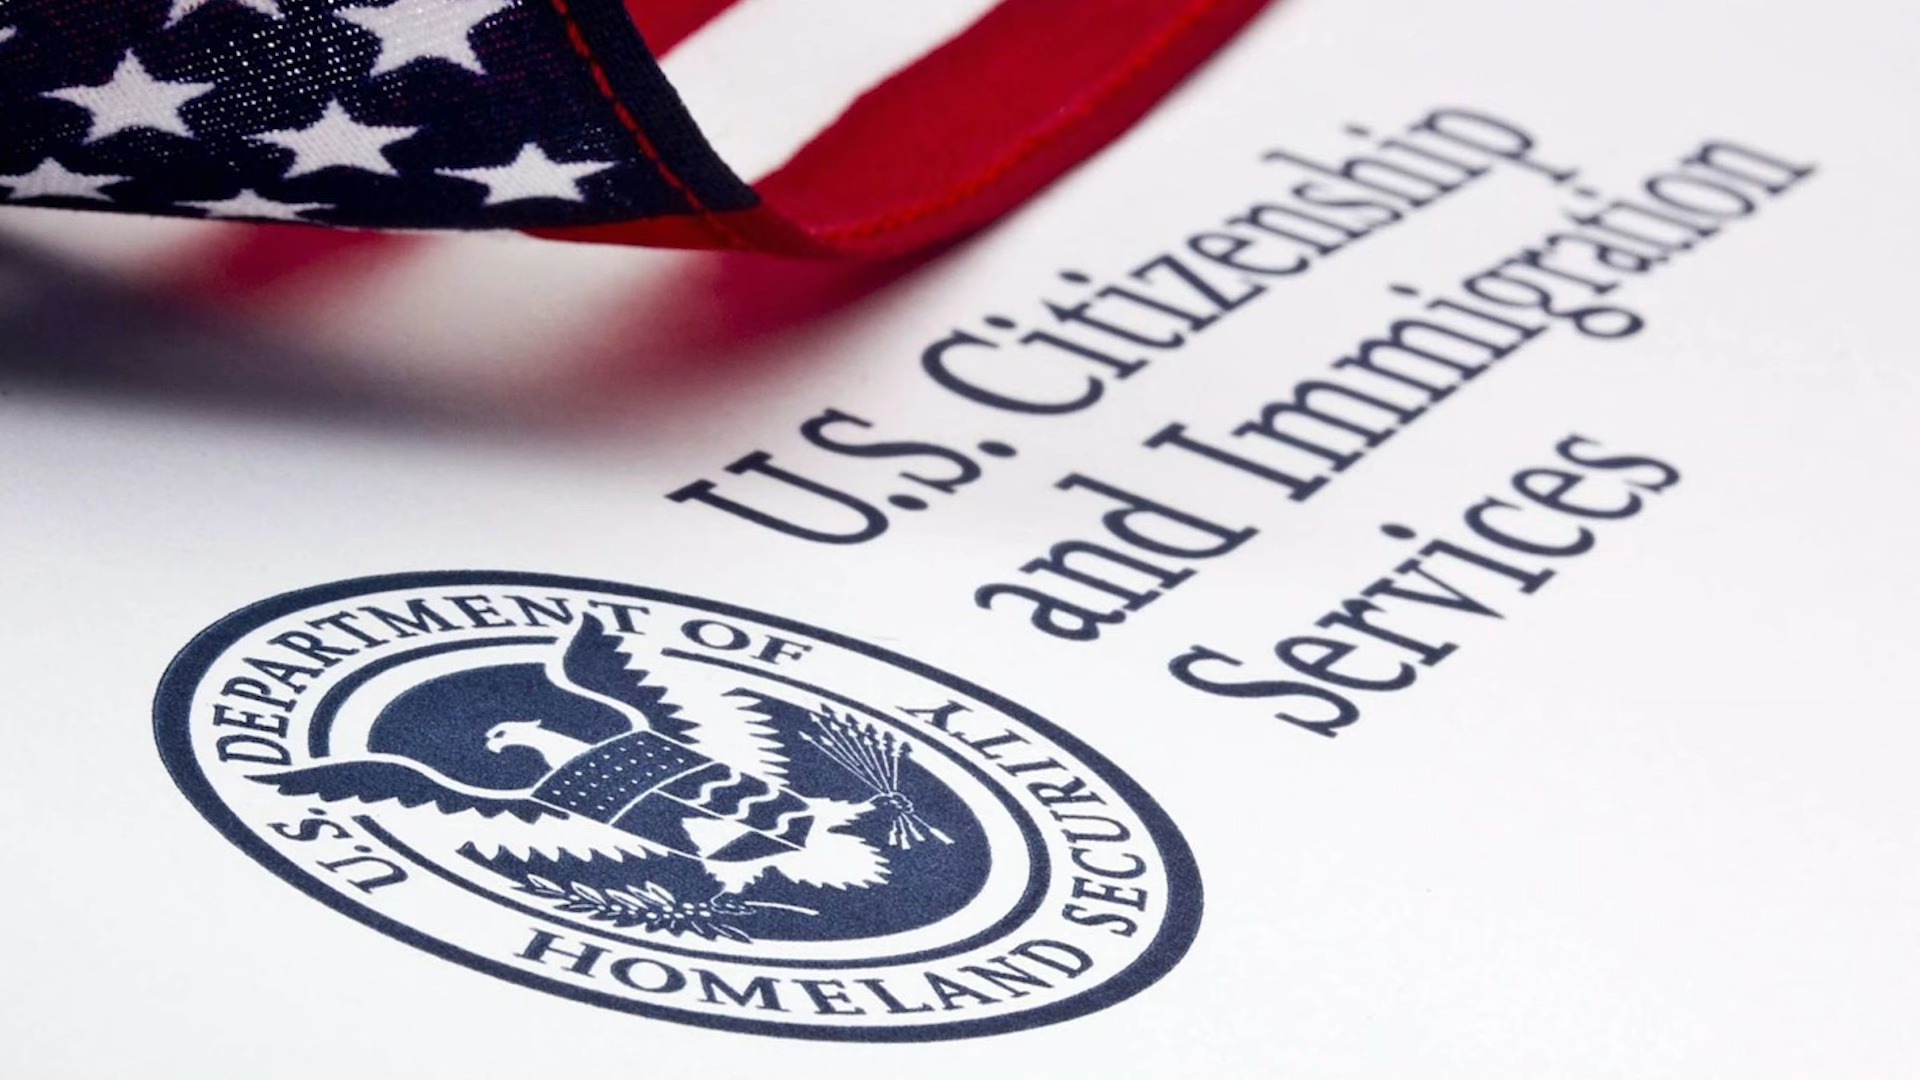 U.S. Citizenship
and Immigration
Services
U.S. DEPARTMENT OF
HOMELAND SECURITY